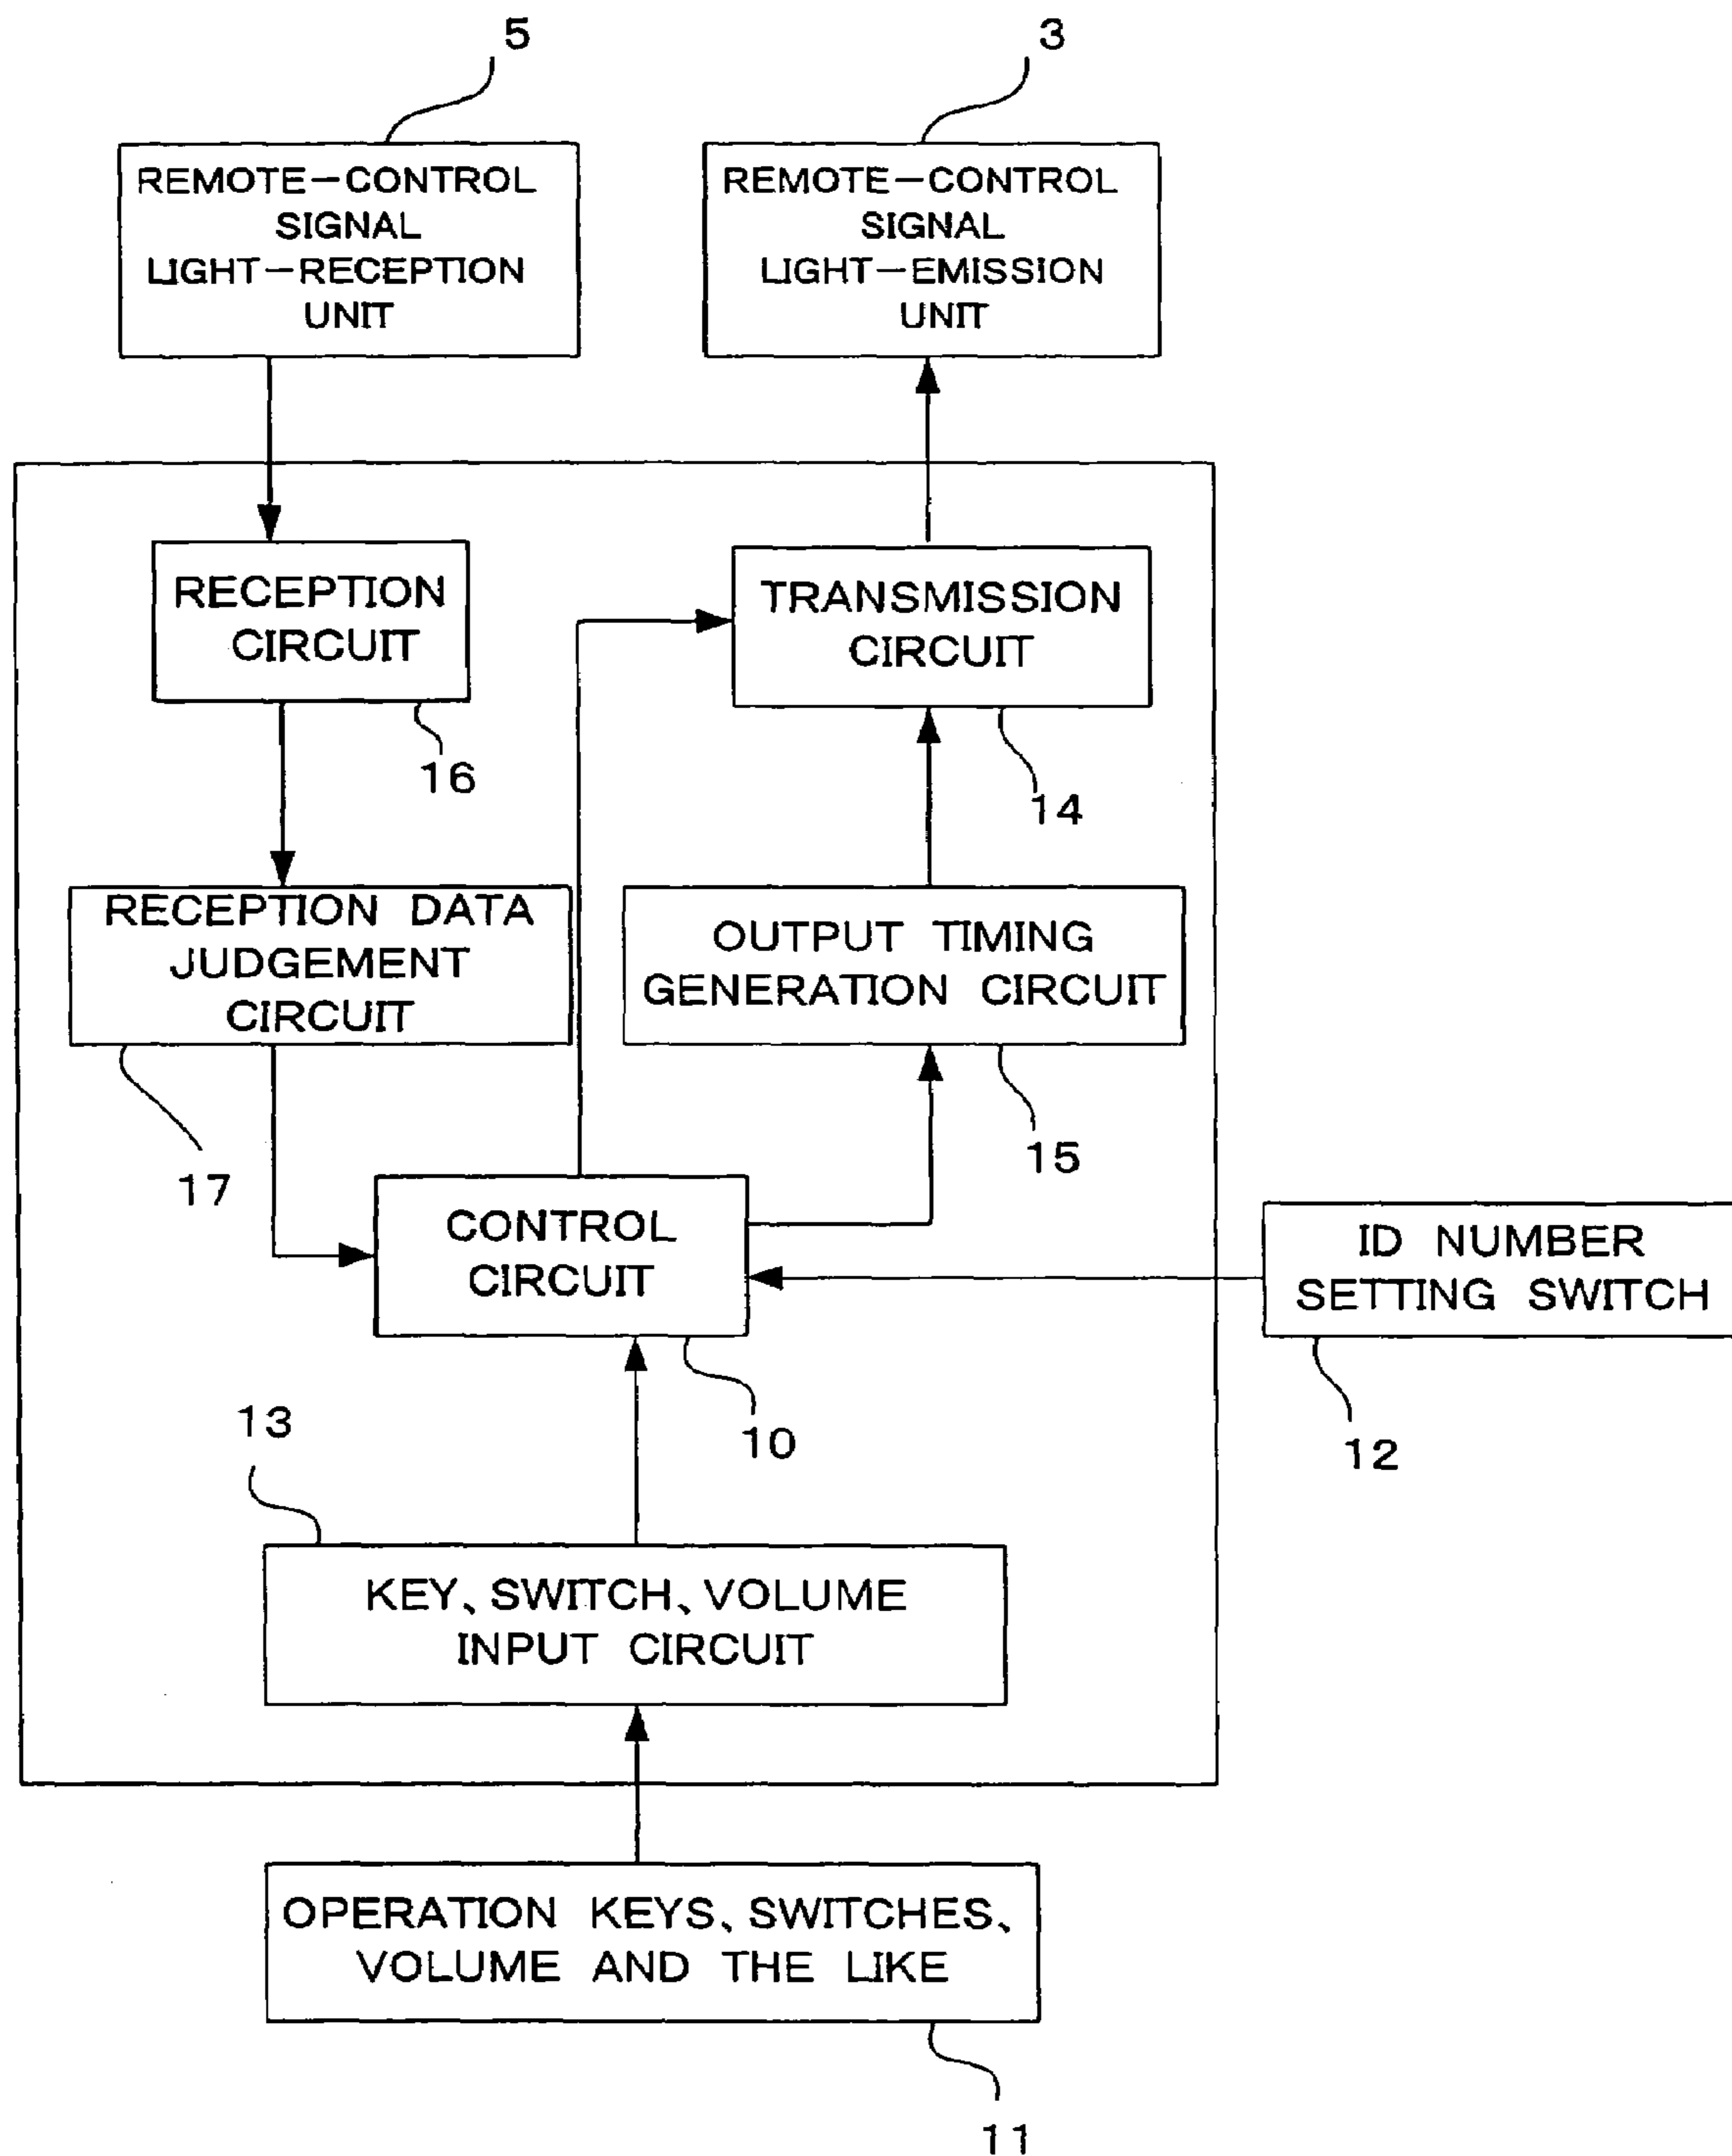 5
3
REMOTE-CONTROL
SIGNAL
LIGHT-RECEPTION
UNIT
REMOTE-CONTROL
SIGNAL
LIGHT-EMISSION
UNIT
RECEPTION
CIRCUIT
16
TRANSMISSION
CIRCUIT
14
RECEPTION DATA
JUDGEMENT
CIRCUIT
17
OUTPUT TIMING
GENERATION CIRCUIT
15
CONTROL
CIRCUIT
10
ID NUMBER
SETTING SWITCH
12
13
KEY、SWITCH、VOLUME
INPUT CIRCUIT
OPERATION KEYS、SWITCHES、
VOLUME AND THE LIKE
11